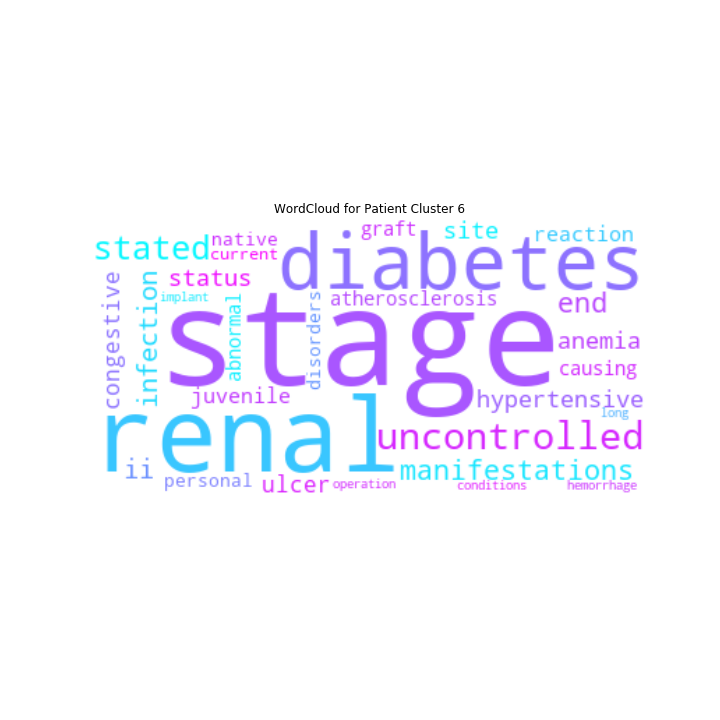 WordCloud for Patient Cluster 6
stated
native
current
graft
site
reaction
diabetes
status
implant
atherosclerosis
end
congestive
infection
abnormal
disorders
stage
anemia
causing
juvenile
hypertensive
long
renal
uncontrolled
ii
personal
ulcer
operation
manifestations
conditions
hemorrhage